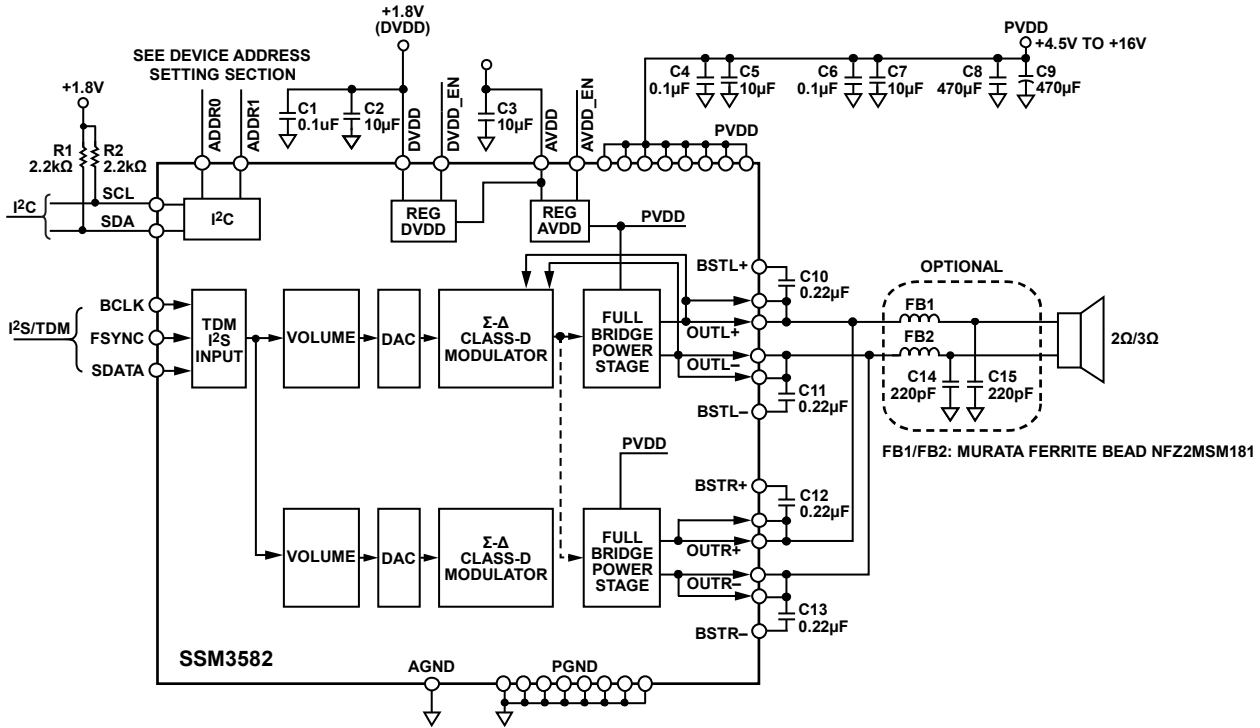 +1.8V
(DVDD)
PVDD
+4.5V TO +16V
SEE DEVICE ADDRESS
SETTING SECTION
+1.8V
R1
2.2kΩ
R2
2.2kΩ
ADDR0
ADDR1
C1
0.1uF
C2
10µF
DVDD
DVDD_EN
C3
10µF
AVDD
AVDD_EN
C4
0.1µF
C5
10µF
C6
0.1µF
C7
10µF
C8
470µF
C9
470µF
PVDD
I²C
SCL
SDA
I²C
REG
DVDD
REG
AVDD
PVDD
BSTL+
C10
0.22µF
OPTIONAL
I²S/TDM
BCLK
FSYNC
SDATA
TDM
I²S
INPUT
VOLUME
DAC
Σ-Δ
CLASS-D
MODULATOR
FULL
BRIDGE
POWER
STAGE
OUTL+
OUTL–
FB1
FB2
C14
220pF
C15
220pF
2Ω/3Ω
C11
0.22µF
BSTL–
FB1/FB2: MURATA FERRITE BEAD NFZ2MSM181
PVDD
BSTR+
C12
0.22µF
VOLUME
DAC
Σ-Δ
CLASS-D
MODULATOR
FULL
BRIDGE
POWER
STAGE
OUTR+
OUTR–
C13
0.22µF
BSTR–
SSM3582
AGND
PGND